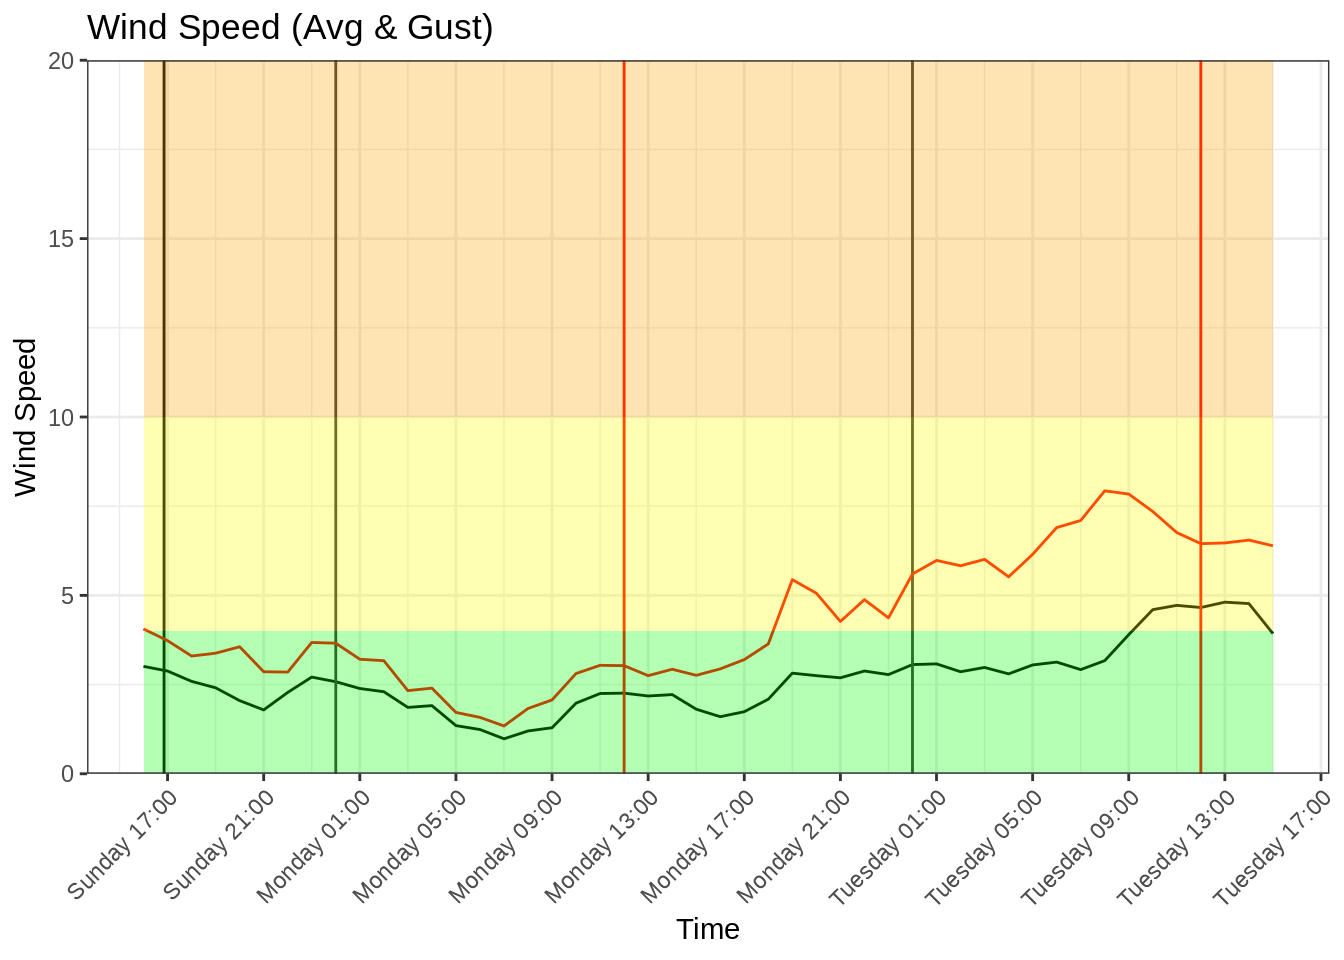 Wind Speed (Avg & Gust)
Wind Speed
20
15
10
5
0
Sunday 17:00
Sunday 21:00
Monday 01:00
Monday 05:00
Monday 09:00
Monday 13:00
Monday 17:00
Monday 21:00
Tuesday 01:00
Tuesday 05:00
Tuesday 09:00
Tuesday 13:00
Tuesday 17:00
Time